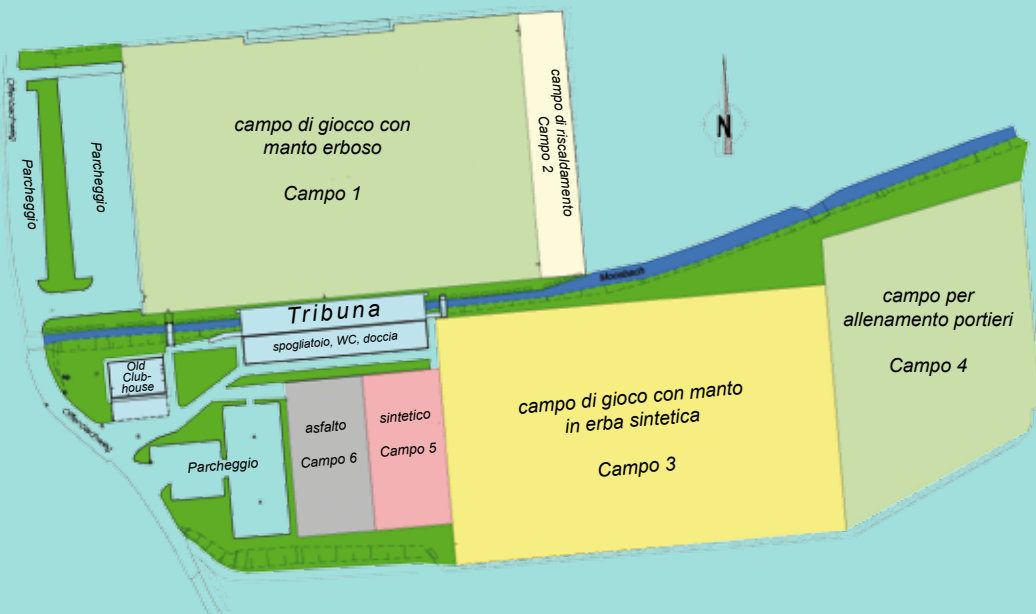 campo di giocco con
manto erboso
Campo 1
campo di riscaldamento
Campo 2
N
Parcheggio
Parcheggio
Moosbach
Tribuna
spogliatoio, WC, doccia
Old
Club-
house
campo per
allenamento portieri
Campo 4
campo di gioco con manto
in erba sintetica
Campo 3
asfalto
Campo 6
sintetico
Campo 5
Parcheggio